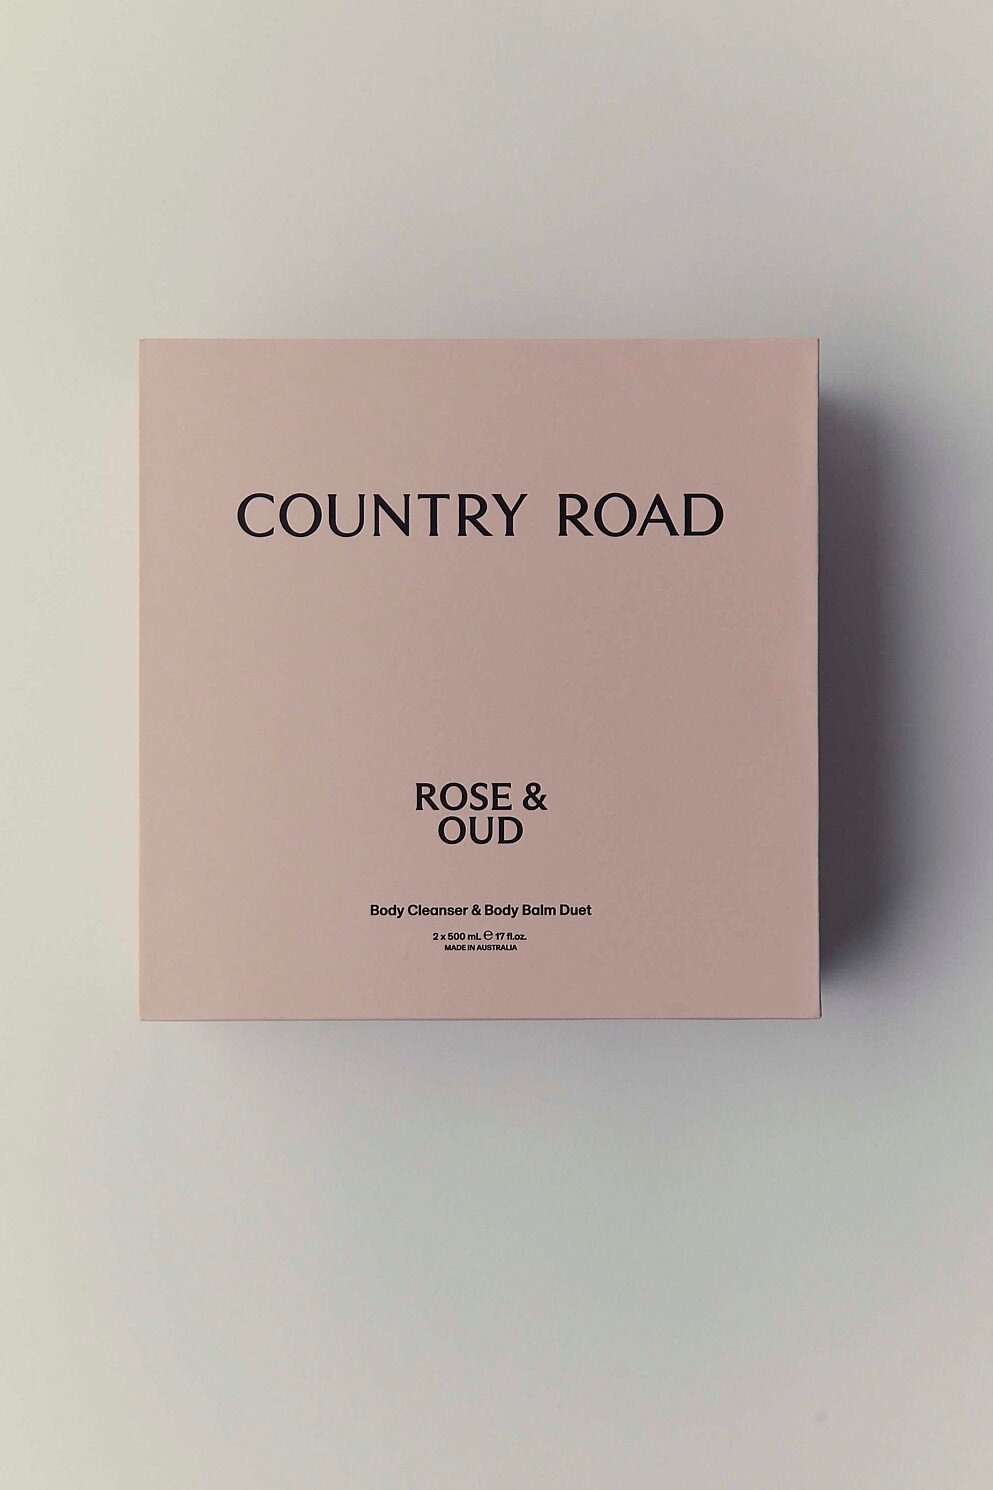 COUNTRY ROAD
ROSE &
OUD
Body Cleanser & Body Balm Duet
2 x 500 mL ℮ 17 fl.oz.
MADE IN AUSTRALIA